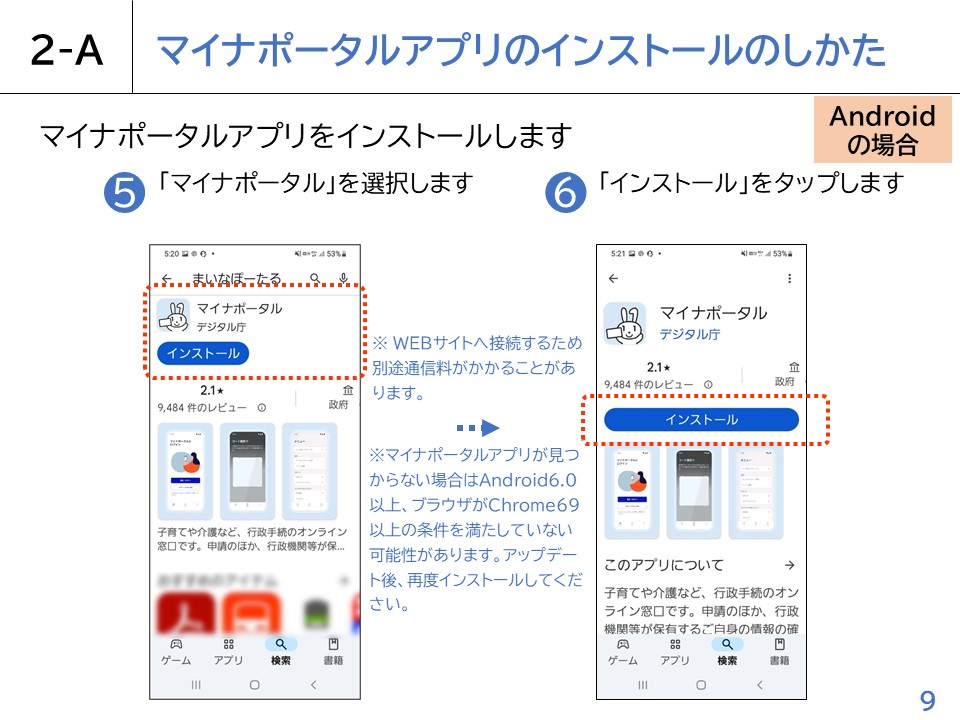 2-A
マイナポータルアプリのインストールのしかた
マイナポータルアプリをインストールします
Android
の場合
5
「マイナポータル」を選択します
6
「インストール」をタップします
5:20
53%
まいなぽーたる
マイナポータル
デジタル庁
インストール
2.1★
9,484 件のレビュー
政府
子育てや介護など、行政手続のオンライン
窓口です。申請のほか、行政機関等が保...
おすすめのアイテム
ゲーム
アプリ
検索
書籍
※ WEBサイトへ接続するため
別途通信料がかかることがあ
ります。
※マイナポータルアプリが見つ
からない場合はAndroid6.0
以上、ブラウザがChrome69
以上の条件を満たしていない
可能性があります。アップデー
ト後、再度インストールしてくだ
さい。
5:21
53%
マイナポータル
デジタル庁
2.1★
9,484 件のレビュー
政府
インストール
このアプリについて
子育てや介護など、行政手続のオン
ライン窓口です。申請のほか、行政
機関等が保有するご自身の情報の確
ゲーム
アプリ
検索
書籍
9